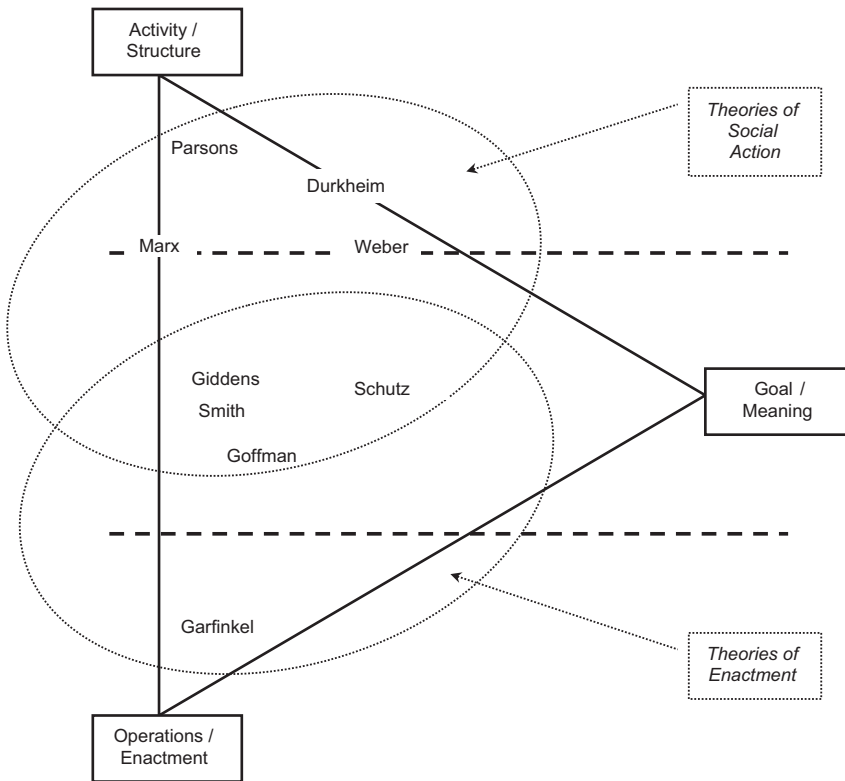 Activity /
Structure
Theories of
Social
Action
Parsons
Durkheim
Marx
Weber
Giddens
Schutz
Smith
Goal /
Meaning
Goffman
Garfinkel
Theories of
Enactment
Operations /
Enactment